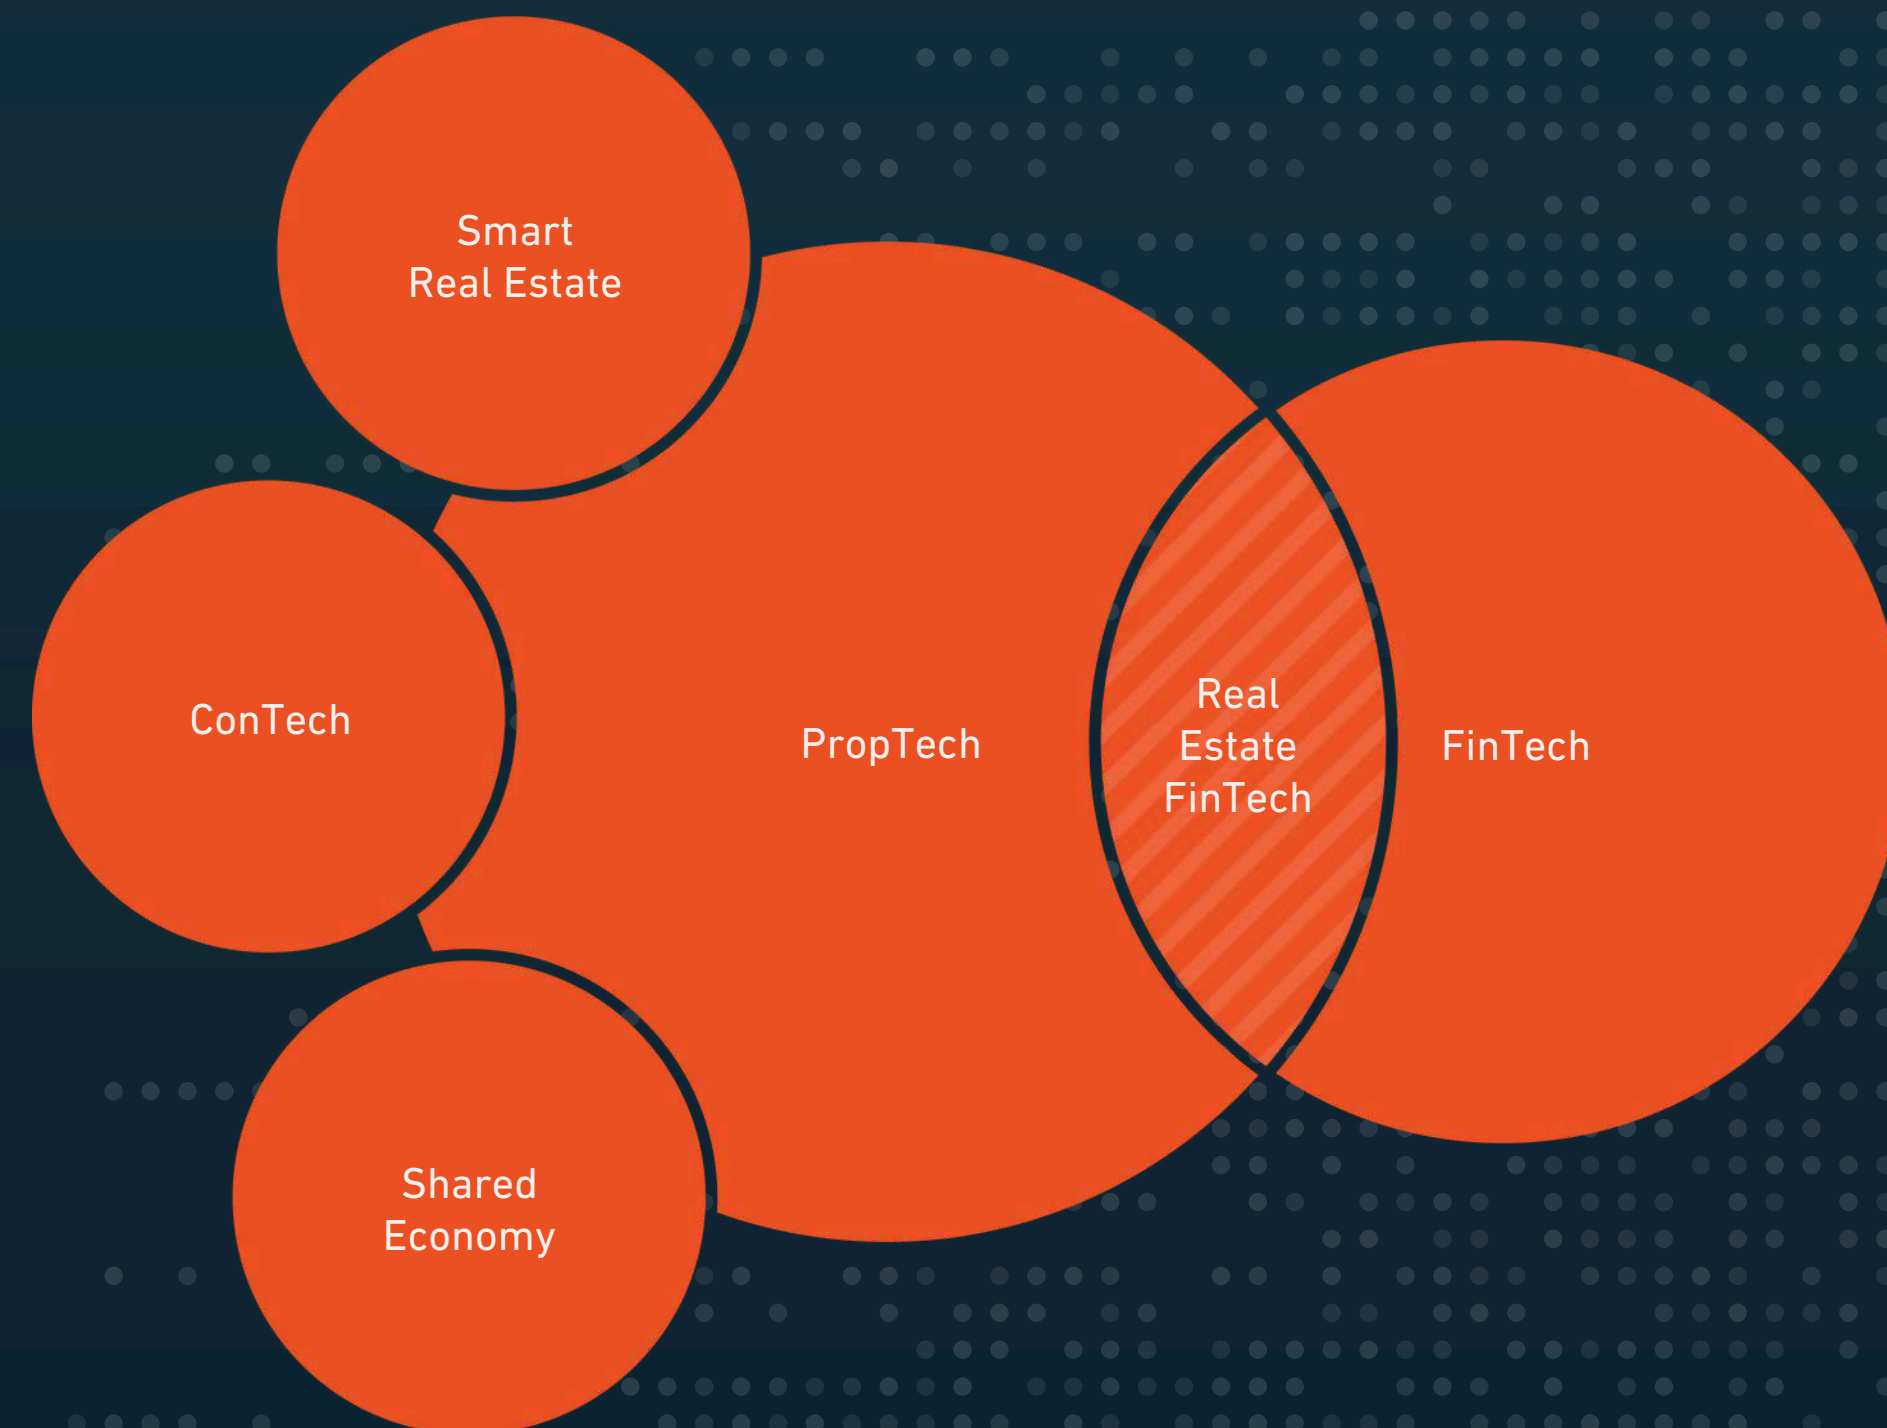 Smart
Real Estate
ConTech
PropTech
Real
Estate
FinTech
FinTech
Shared
Economy